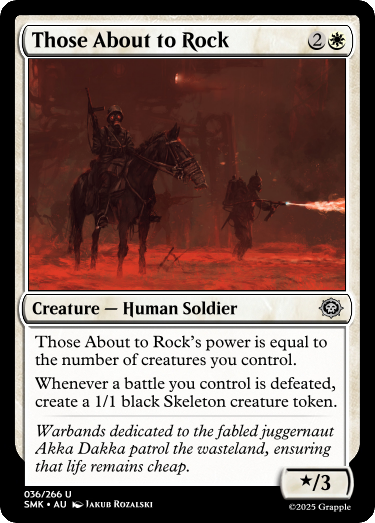 Those About to Rock 2
Creature — Human Soldier
Those About to Rock's power is equal to
the number of creatures you control.
Whenever a battle you control is defeated,
create a 1/1 black Skeleton creature token.
Warbands dedicated to the fabled juggernaut
Akka Dakka patrol the wasteland, ensuring
that life remains cheap.
★/3
036/266 U
SMK • AU Jakub Rozalski
©2025 Grapple